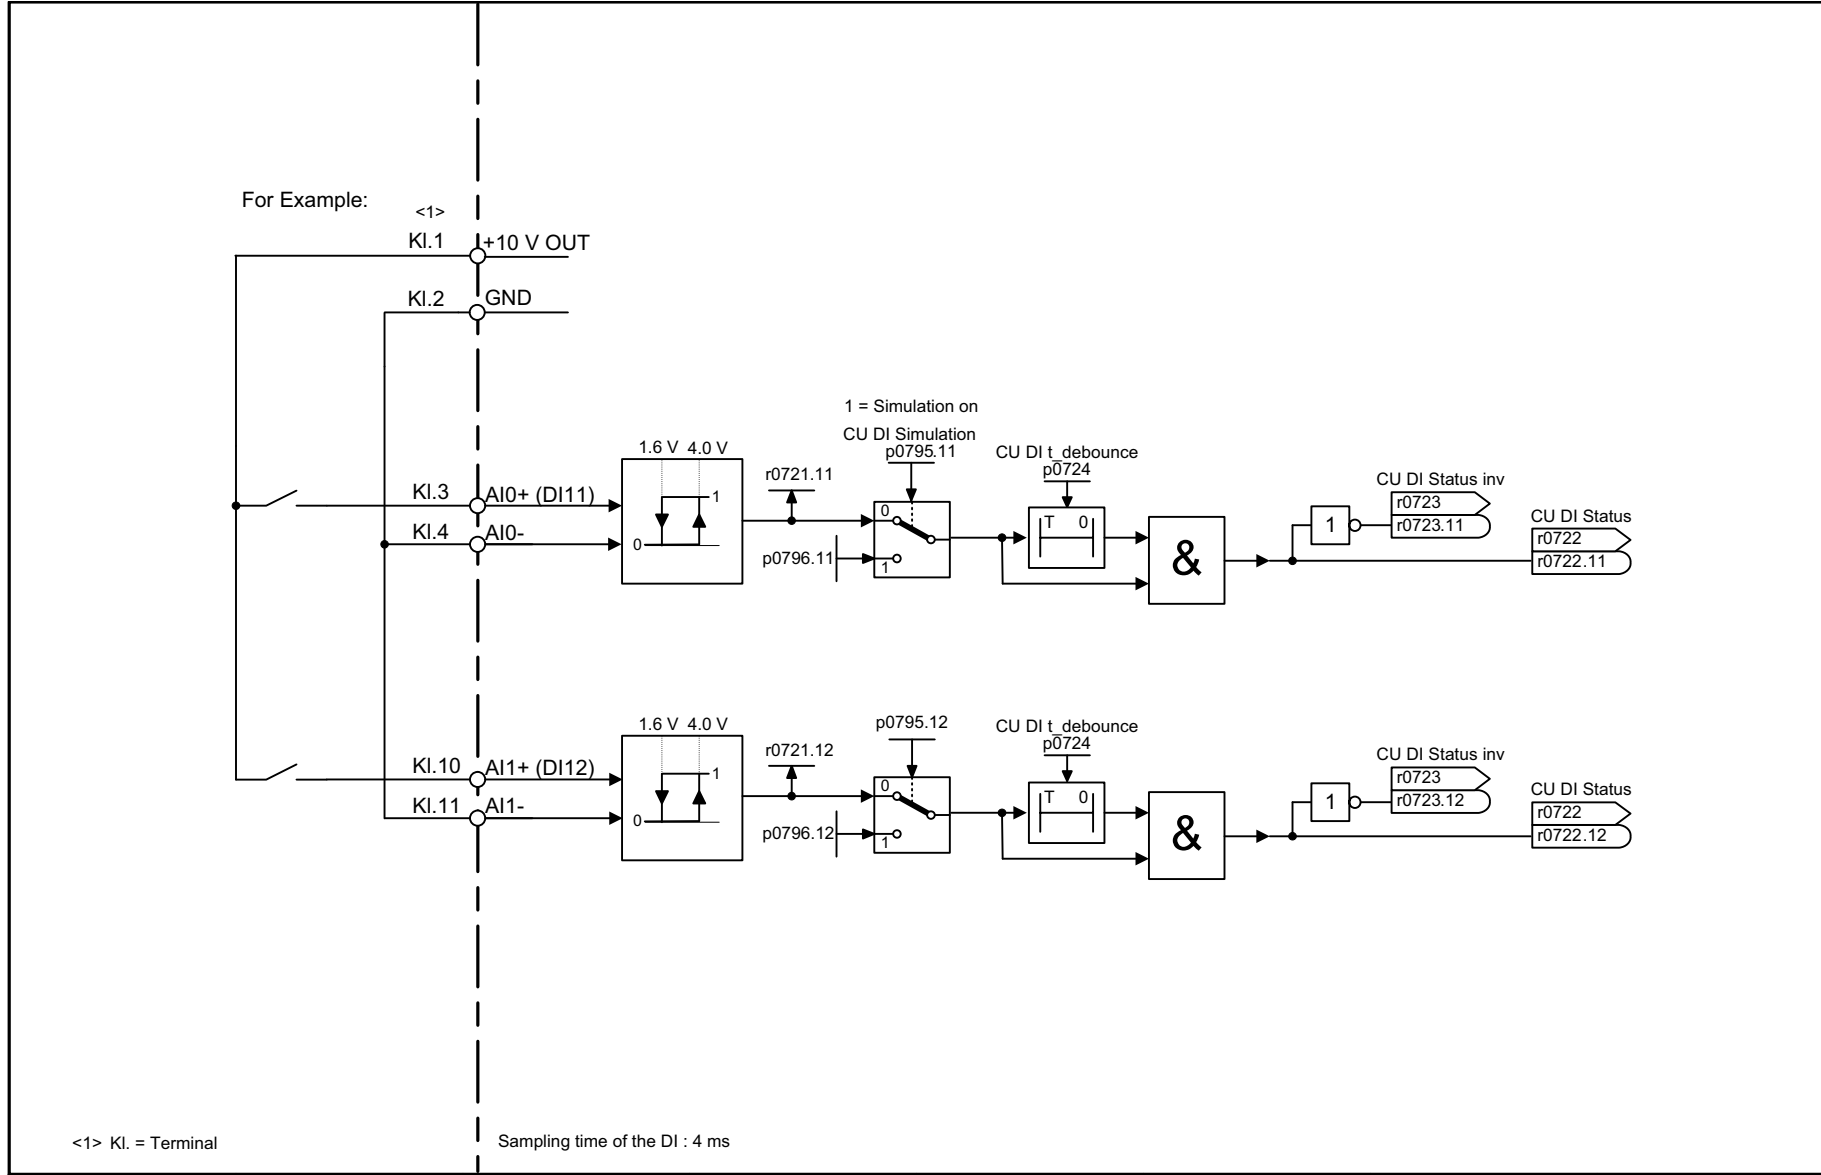 For Example:
<1>
Kl.1
+10 V OUT
Kl.2
GND
1 = Simulation on
CU DI Simulation
p0795.11
1.6 V 4.0 V
CU DI t_debounce
p0724
r0721.11
CU DI Status inv
r0723
r0723.11
Kl.3
AI0+ (DI11)
1
0
T 0
1
CU DI Status
r0722
r0722.11
Kl.4
AI0-
0
p0796.11
1
&
1.6 V 4.0 V
p0795.12
CU DI t_debounce
p0724
r0721.12
CU DI Status inv
r0723
r0723.12
Kl.10
AI1+ (DI12)
1
0
T 0
1
CU DI Status
r0722
r0722.12
Kl.11
AI1-
0
p0796.12
1
&
<1> Kl. = Terminal
Sampling time of the DI : 4 ms